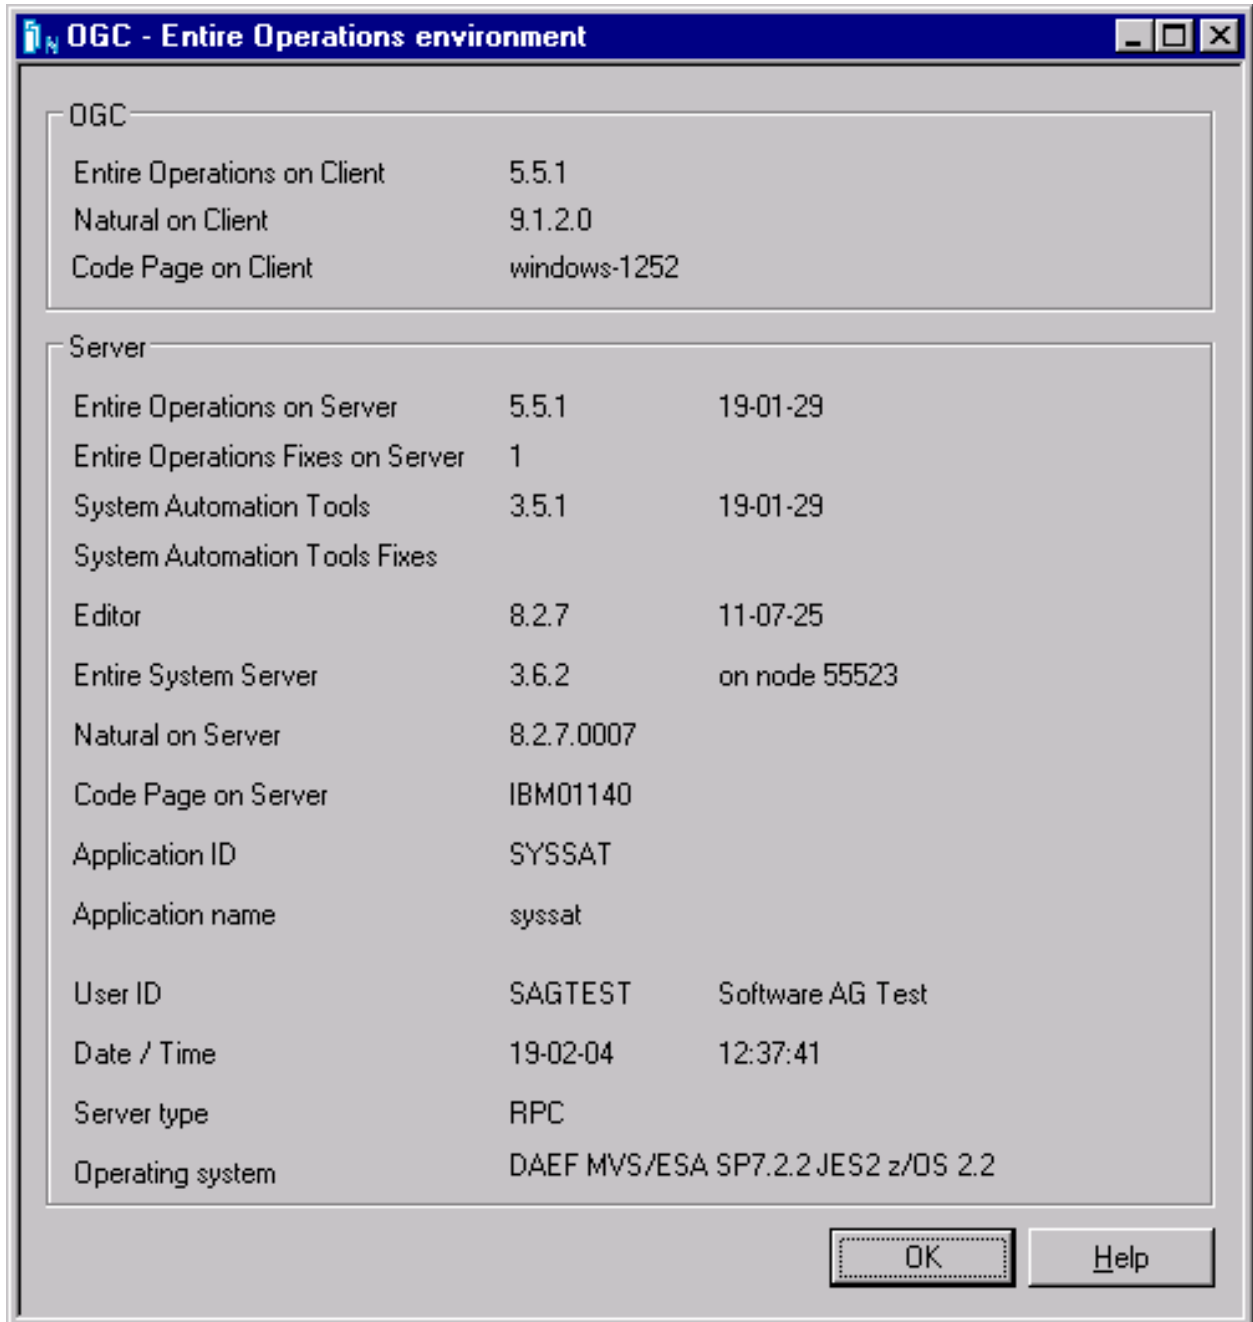 OGC - Entire Operations environment
OGC
Entire Operations on Client 5.5.1
Natural on Client 9.1.2.0
Code Page on Client windows-1252
Server
Entire Operations on Server 5.5.1 19-01-29
Entire Operations Fixes on Server 1
System Automation Tools 3.5.1 19-01-29
System Automation Tools Fixes
Editor 8.2.7 11-07-25
Entire System Server 3.6.2 on node 55523
Natural on Server 8.2.7.0007
Code Page on Server IBM01140
Application ID SYSSAT
Application name syssat
User ID SAGTEST Software AG Test
Date / Time 19-02-04 12:37:41
Server type RPC
Operating system DAEF MVS/ESA SP7.2.2 JES2 z/OS 2.2
OK Help